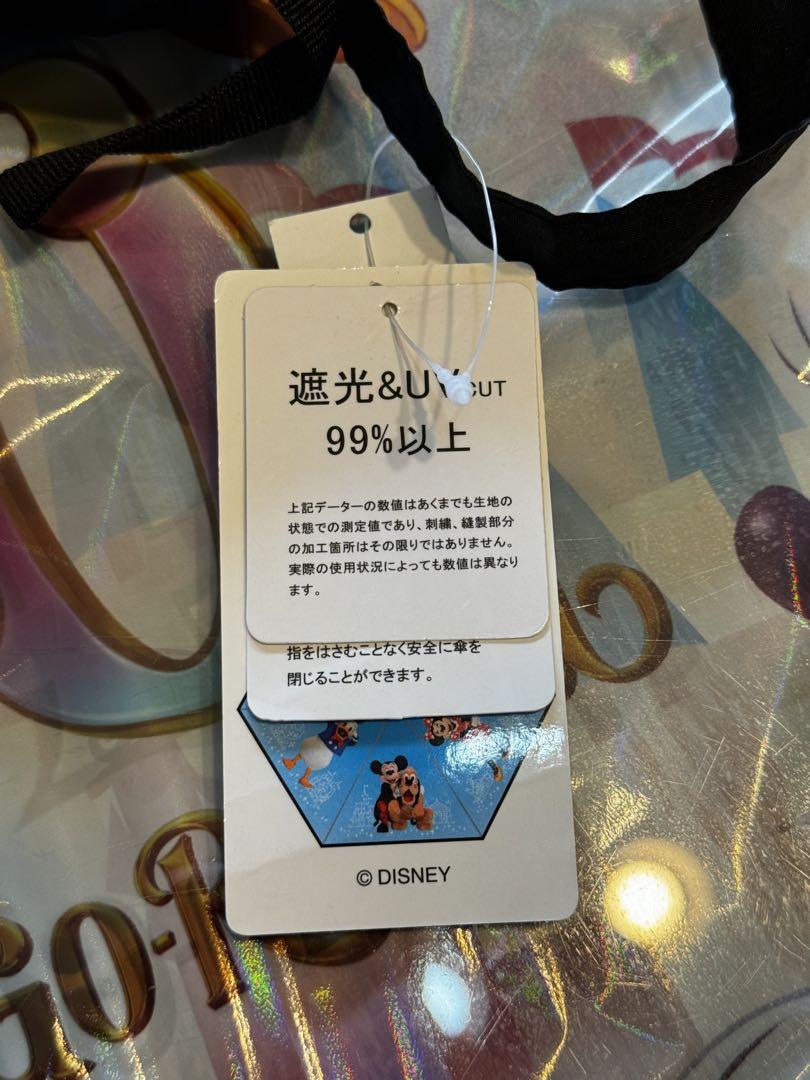 遮光&UV CUT
99%以上
上記データーの数値はあくまでも生地の
状態での測定値であり、刺繍、縫製部分
の加工箇所はその限りではありません。
実際の使用状況によっても数値は異なり
ます。
指をはさむことなく安全に傘を
閉じることができます。
© DISNEY